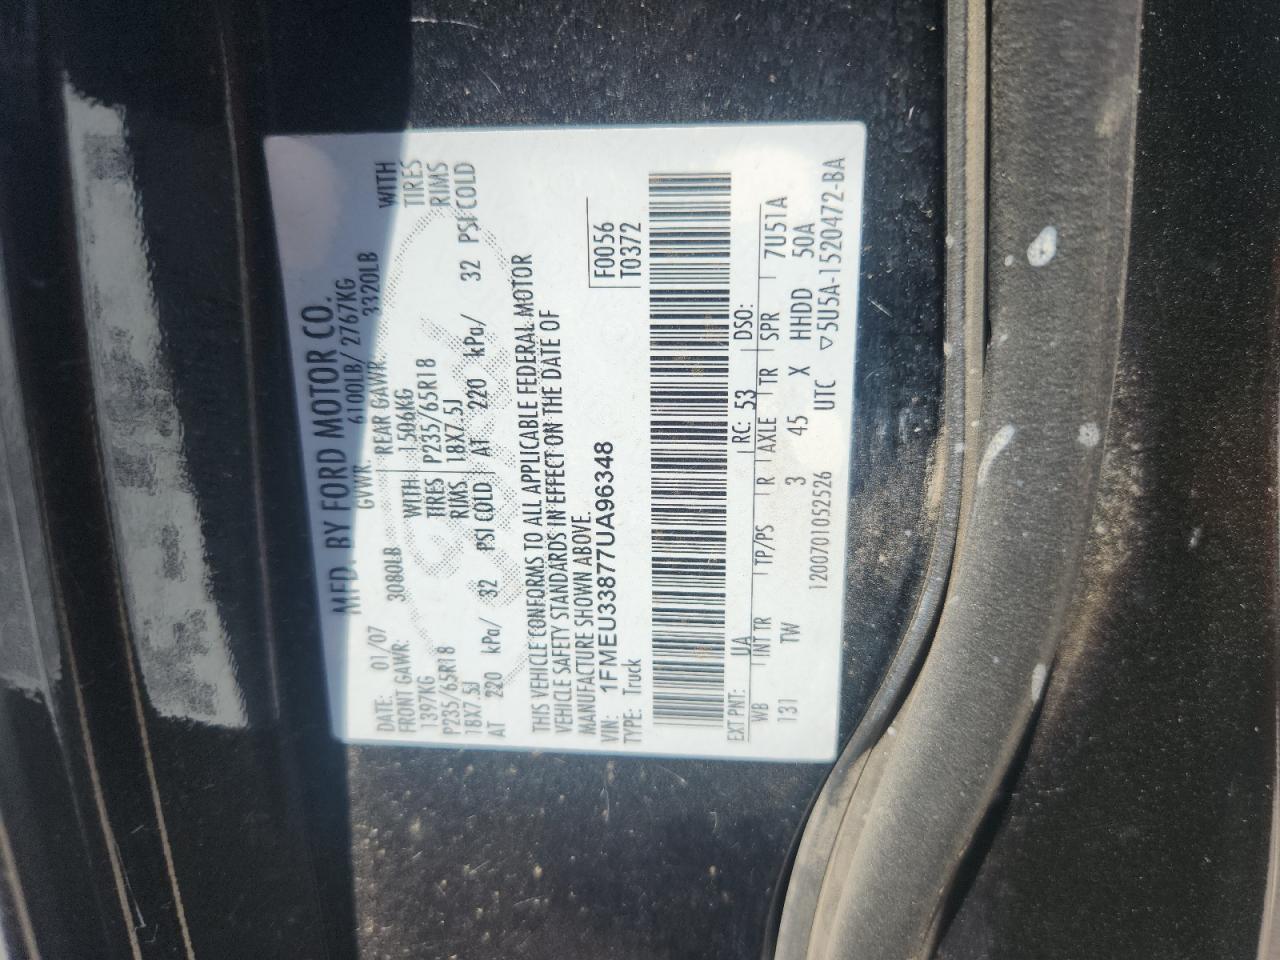 MFD. BY FORD MOTOR CO.
DATE: 01/07 GVWR: 6100LB/ 2767KG
FRONT GAWR: 3080LB REAR GAWR: 3320LB
1397KG WITH 1506KG WITH
P235/65R18 TIRES P235/65R18 TIRES
18X7.5J RIMS 18X7.5J RIMS
AT 220 kPa/ 32 PSI COLD AT 220 kPa/ 32 PSI COLD
THIS VEHICLE CONFORMS TO ALL APPLICABLE FEDERAL MOTOR
VEHICLE SAFETY STANDARDS IN EFFECT ON THE DATE OF
MANUFACTURE SHOWN ABOVE.
VIN: 1FMEU33877UA96348 F0056
TYPE: Truck T0372
EXT PNT: UA RC: 53 DSO:
WB INT TR TP/PS R AXLE TR SPR 7U51A
131 TW 3 45 X HHDD 50A
1200701052526 UTC ▽5U5A-1520472-BA